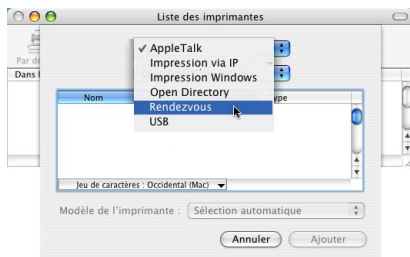 Liste des imprimantes
✓ AppleTalk
Impression via IP
Impression Windows
Open Directory
Rendezvous
USB
Par dé
Dans l
Nom
ype
Jeu de caractères : Occidental (Mac)
Modèle de l'imprimante : Sélection automatique
Annuler Ajouter